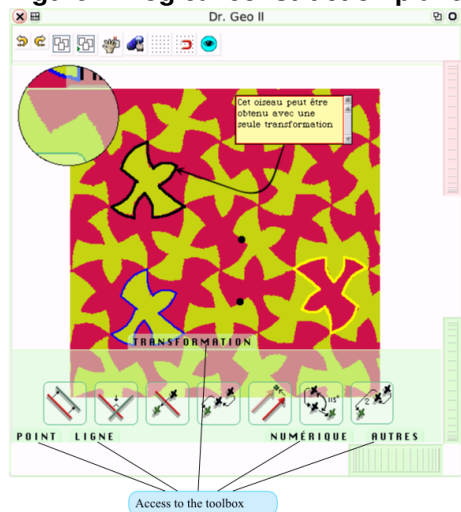 Dr. Geo II
Cet oiseau peut être
obtenu avec une
seule transformation
TRANSFORMATION
115°
2
POINT LIGNE NUMÉRIQUE AUTRES
Access to the toolbox